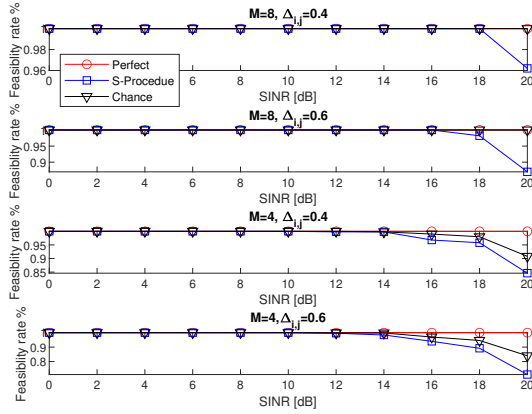 M=8, Δi,j=0.4
Feasiblity rate %
1
0.98
0.96
0 2 4 6 8 10 12 14 16 18 20
SINR [dB]
Perfect
S-Procedue
Chance
M=8, Δi,j=0.6
Feasiblity rate %
1
0.95
0.9
0 2 4 6 8 10 12 14 16 18 20
SINR [dB]
M=4, Δi,j=0.4
Feasiblity rate %
1
0.95
0.9
0.85
0 2 4 6 8 10 12 14 16 18 20
SINR [dB]
M=4, Δi,j=0.6
Feasiblity rate %
1
0.9
0.8
0 2 4 6 8 10 12 14 16 18 20
SINR [dB]